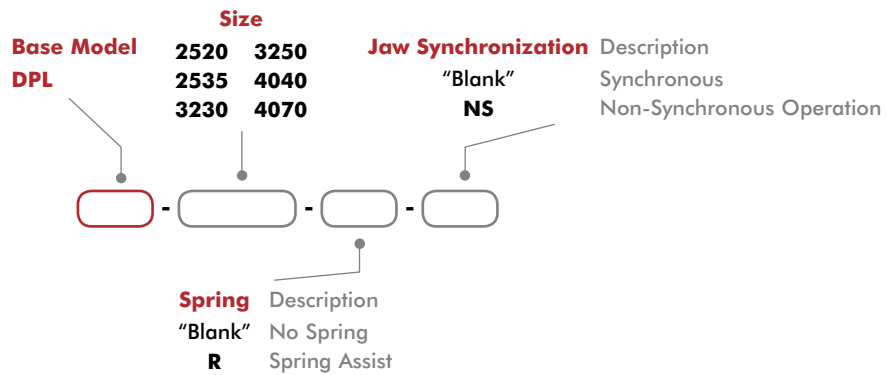 Size
Base Model 2520 3250 Jaw Synchronization Description
DPL 2535 4040 “Blank” Synchronous
3230 4070 NS Non-Synchronous Operation
- - -
Spring Description
“Blank” No Spring
R Spring Assist